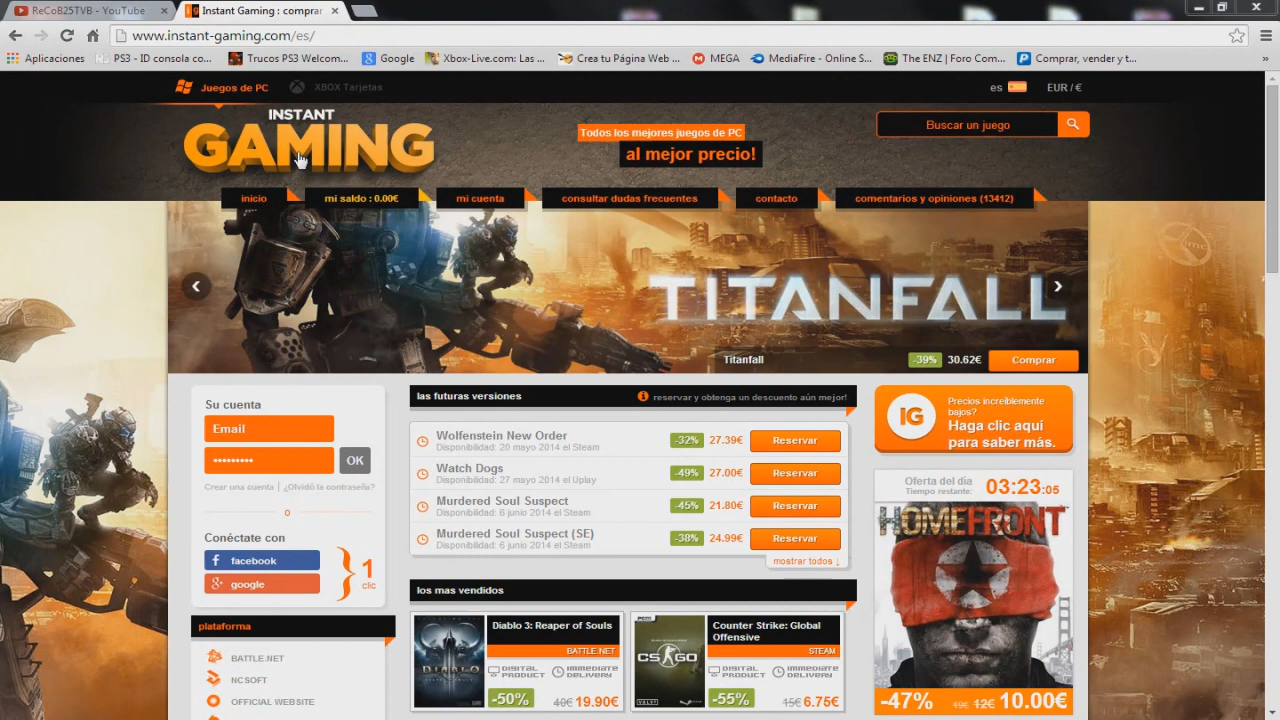 ReCoB25TVB - YouTube
Instant Gaming : comprar
www.instant-gaming.com/es/
Aplicaciones
PS3 - ID consolto...
Trucos PS3 Welcom...
Google
Xbox-Live.com: Las ...
Crea tu Página Web ...
MEGA
MediaFire - Online S...
The ENZ | Foro Com...
Comprar, vender y t...
Juegos de PC
XBOX Tarjetas
es
EUR / €
INSTANT
GAMING
Todos los mejores juegos de PC
al mejor precio!
Buscar un juego
inicio
mi saldo : 0.00€
mi cuenta
consultar dudas frecuentes
contacto
comentarios y opiniones (13412)
TITANFALL
Titanfall
-39%
30.62€
Comprar
Su cuenta
Email
OK
Crear una cuenta | ¿Olvidó la contraseña?
o
Conéctate con
facebook
google
1
clic
plataforma
BATTLE.NET
NCSOFT
OFFICIAL WEBSITE
las futuras versiones
reservar y obtenga un descuento aún mejor!
Wolfenstein New Order
Disponibilidad: 20 mayo 2014 el Steam
-32%
27.39€
Reservar
Watch Dogs
Disponibilidad: 27 mayo 2014 el Uplay
-49%
27.00€
Reservar
Murdered Soul Suspect
Disponibilidad: 6 junio 2014 el Steam
-45%
21.80€
Reservar
Murdered Soul Suspect (SE)
Disponibilidad: 6 junio 2014 el Steam
-38%
24.99€
Reservar
mostrar todos ↓
los mas vendidos
DIABLO
Diablo 3: Reaper of Souls
BATTLE.NET
DIGITAL
PRODUCT
IMMEDIATE
DELIVERY
-50%
40€ 19.90€
CS GO
VALVE
Counter Strike: Global
Offensive
STEAM
DIGITAL
PRODUCT
IMMEDIATE
DELIVERY
-55%
15€ 6.75€
IG
Precios increíblemente
bajos?
Haga clic aquí
para saber más.
Oferta del día
Tiempo restante:
03:23:05
HOMEFRONT
-47%
19€ 12€ 10.00€